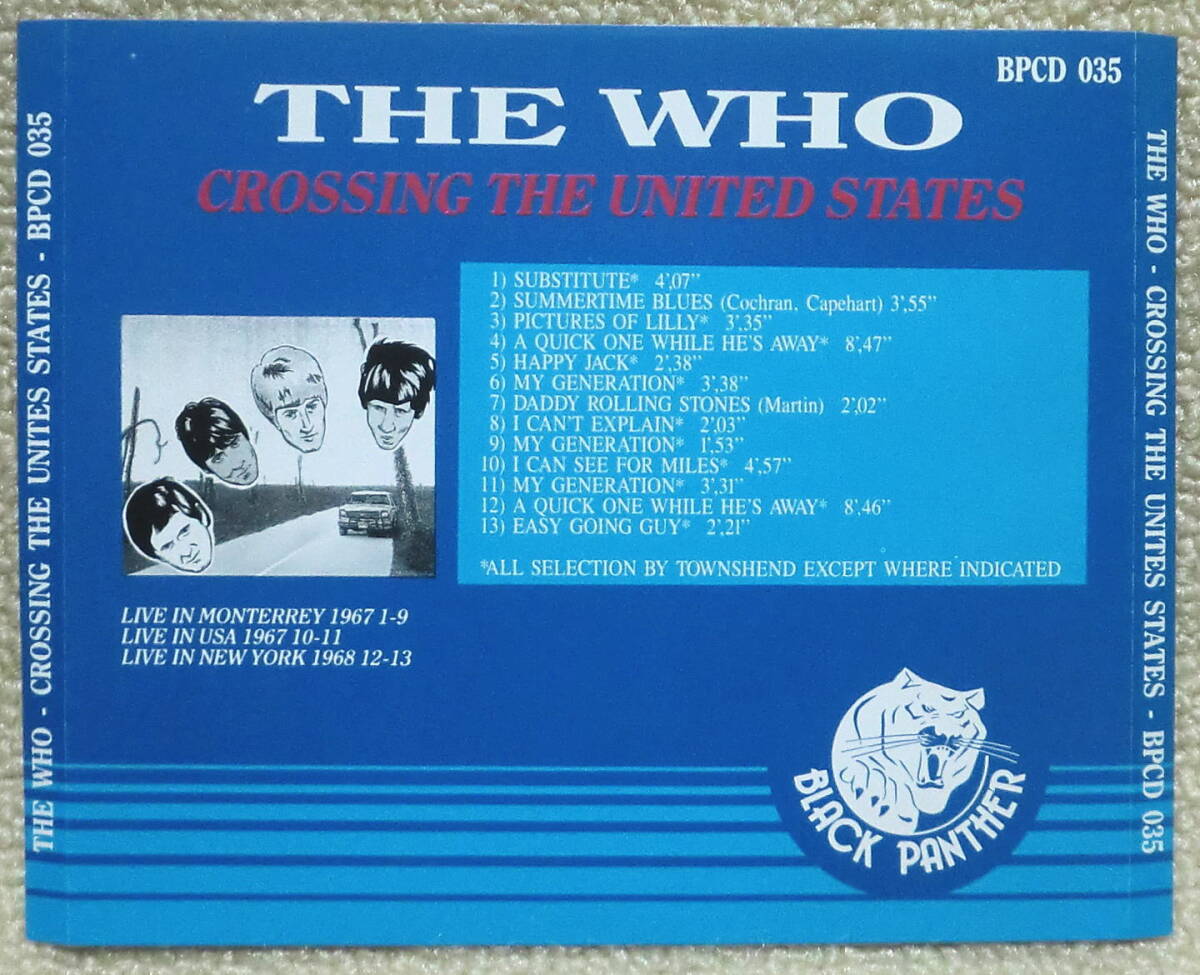 BPCD 035
THE WHO
CROSSING THE UNITED STATES
1) SUBSTITUTE* 4',07"
2) SUMMERTIME BLUES (Cochran, Capehart) 3',55"
3) PICTURES OF LILLY* 3',35"
4) A QUICK ONE WHILE HE'S AWAY* 8',47"
5) HAPPY JACK* 2',38"
6) MY GENERATION* 3',38"
7) DADDY ROLLING STONES (Martin) 2',02"
8) I CAN'T EXPLAIN* 2',03"
9) MY GENERATION* 1',53"
10) I CAN SEE FOR MILES* 4',57"
11) MY GENERATION* 3',31"
12) A QUICK ONE WHILE HE'S AWAY* 8',46"
13) EASY GOING GUY* 2',21"
*ALL SELECTION BY TOWNSHEND EXCEPT WHERE INDICATED
LIVE IN MONTERREY 1967 1-9
LIVE IN USA 1967 10-11
LIVE IN NEW YORK 1968 12-13
BLACK PANTHER
THE WHO - CROSSING THE UNITES STATES - BPCD 035
THE WHO - CROSSING THE UNITES STATES - BPCD 035